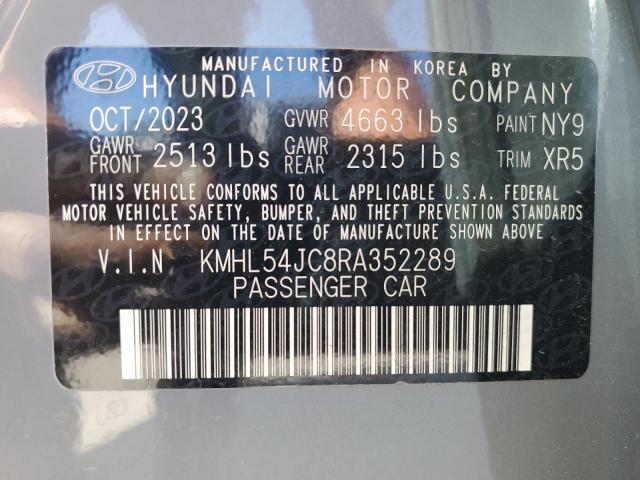 MANUFACTURED IN KOREA BY
HYUNDAI MOTOR COMPANY
OCT/2023 GVWR 4663 lbs PAINT NY9
GAWR FRONT 2513 lbs GAWR REAR 2315 lbs TRIM XR5
THIS VEHICLE CONFORMS TO ALL APPLICABLE U.S.A. FEDERAL
MOTOR VEHICLE SAFETY, BUMPER, AND THEFT PREVENTION STANDARDS
IN EFFECT ON THE DATE OF MANUFACTURE SHOWN ABOVE.
V.I.N KMHL54JC8RA352289
PASSENGER CAR